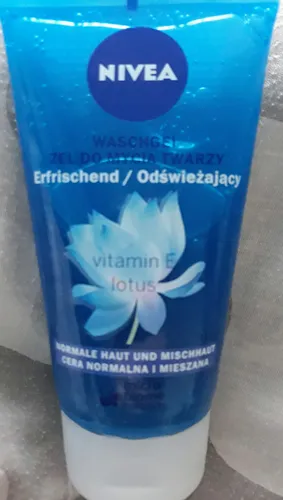 NIVEA
WASCHGEL
ŻEL DO MYCIA TWARZY
Erfrischend / Odświeżający
vitamin E
lotus
NORMALE HAUT UND MISCHHAUT
CERA NORMALNA I MIESZANA